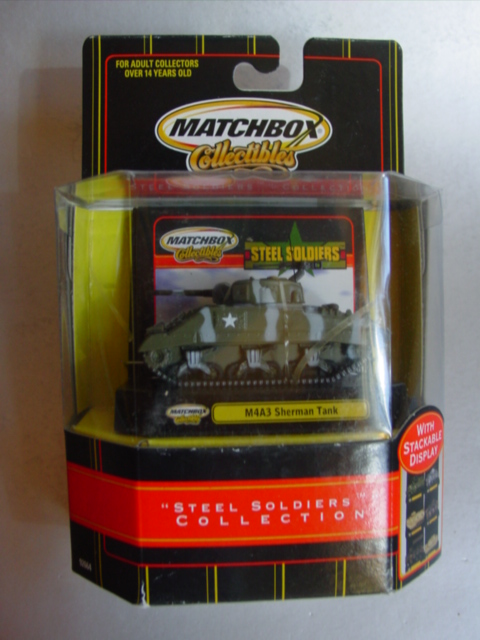 FOR ADULT COLLECTORS
OVER 14 YEARS OLD
MATCHBOX
Collectibles
MATCHBOX
Collectibles
STEEL SOLDIERS
MATCHBOX
M4A3 Sherman Tank
WITH
STACKABLE
DISPLAY
"STEEL SOLDIERS"
COLLECTION